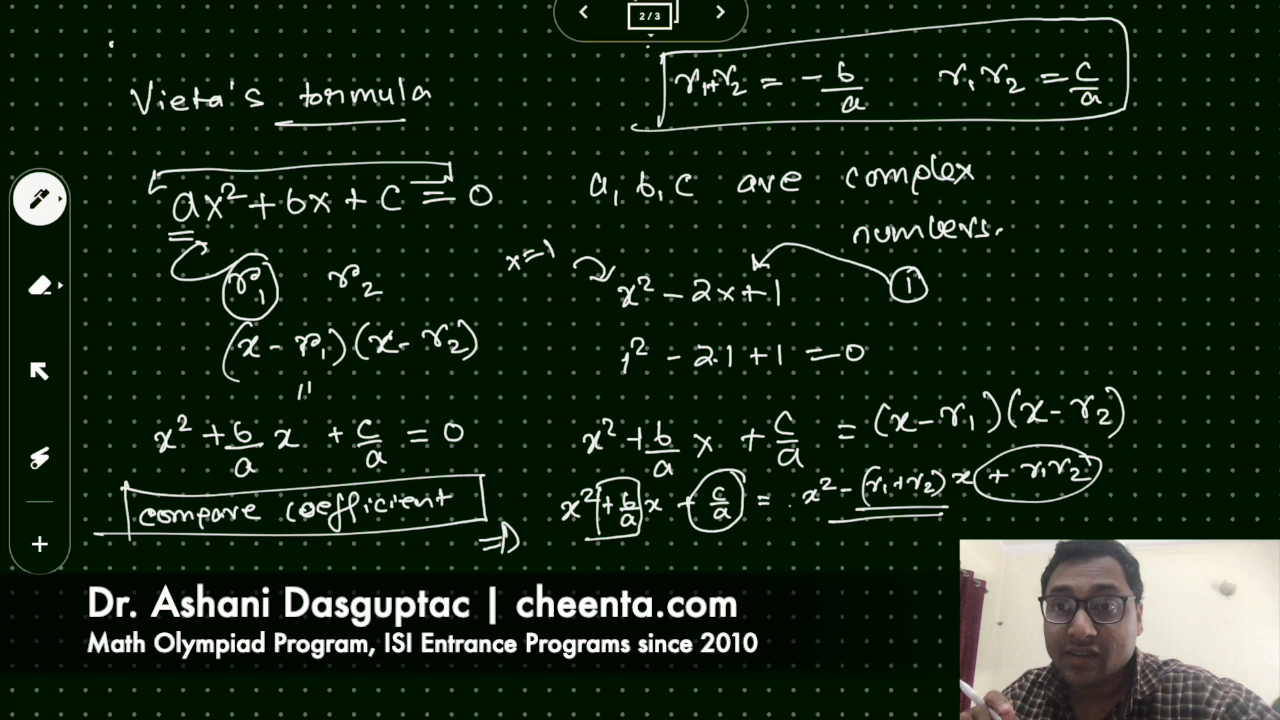 2 / 3
Vieta's formula
r₁+r₂ = -b/a    r₁r₂ = c/a
ax² + bx + c = 0
a, b, c are complex
numbers.
r₁  r₂
x=1
x² - 2x + 1
1
(x - r₁)(x - r₂)
1² - 2.1 + 1 = 0
"
x² + b/a x + c/a = 0
x² + b/a x + c/a = (x - r₁)(x - r₂)
compare coefficient
⇒
x² + b/a x + c/a = x² - (r₁+r₂)x + r₁r₂
Dr. Ashani Dasguptac | cheenta.com
Math Olympiad Program, ISI Entrance Programs since 2010